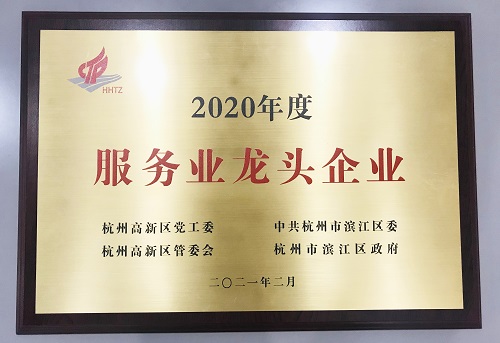 HHTZ
2020年度
服务业龙头企业
杭州高新区党工委 中共杭州市滨江区委
杭州高新区管委会 杭州市滨江区政府
二〇二一年二月